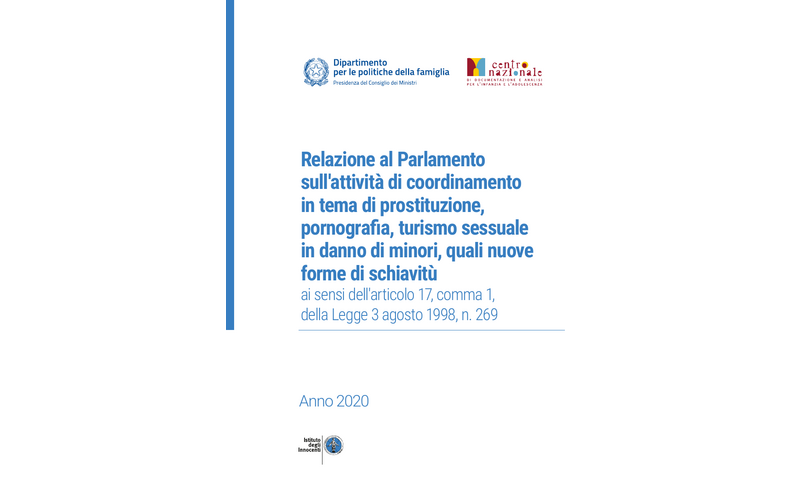 Dipartimento
per le politiche della famiglia
Presidenza del Consiglio dei Ministri
centro
nazionale
DI DOCUMENTAZIONE E ANALISI
PER L'INFANZIA E L'ADOLESCENZA
Relazione al Parlamento
sull'attività di coordinamento
in tema di prostituzione,
pornografia, turismo sessuale
in danno di minori, quali nuove
forme di schiavitù
ai sensi dell'articolo 17, comma 1,
della Legge 3 agosto 1998, n. 269
Anno 2020
Istituto
degli
Innocenti